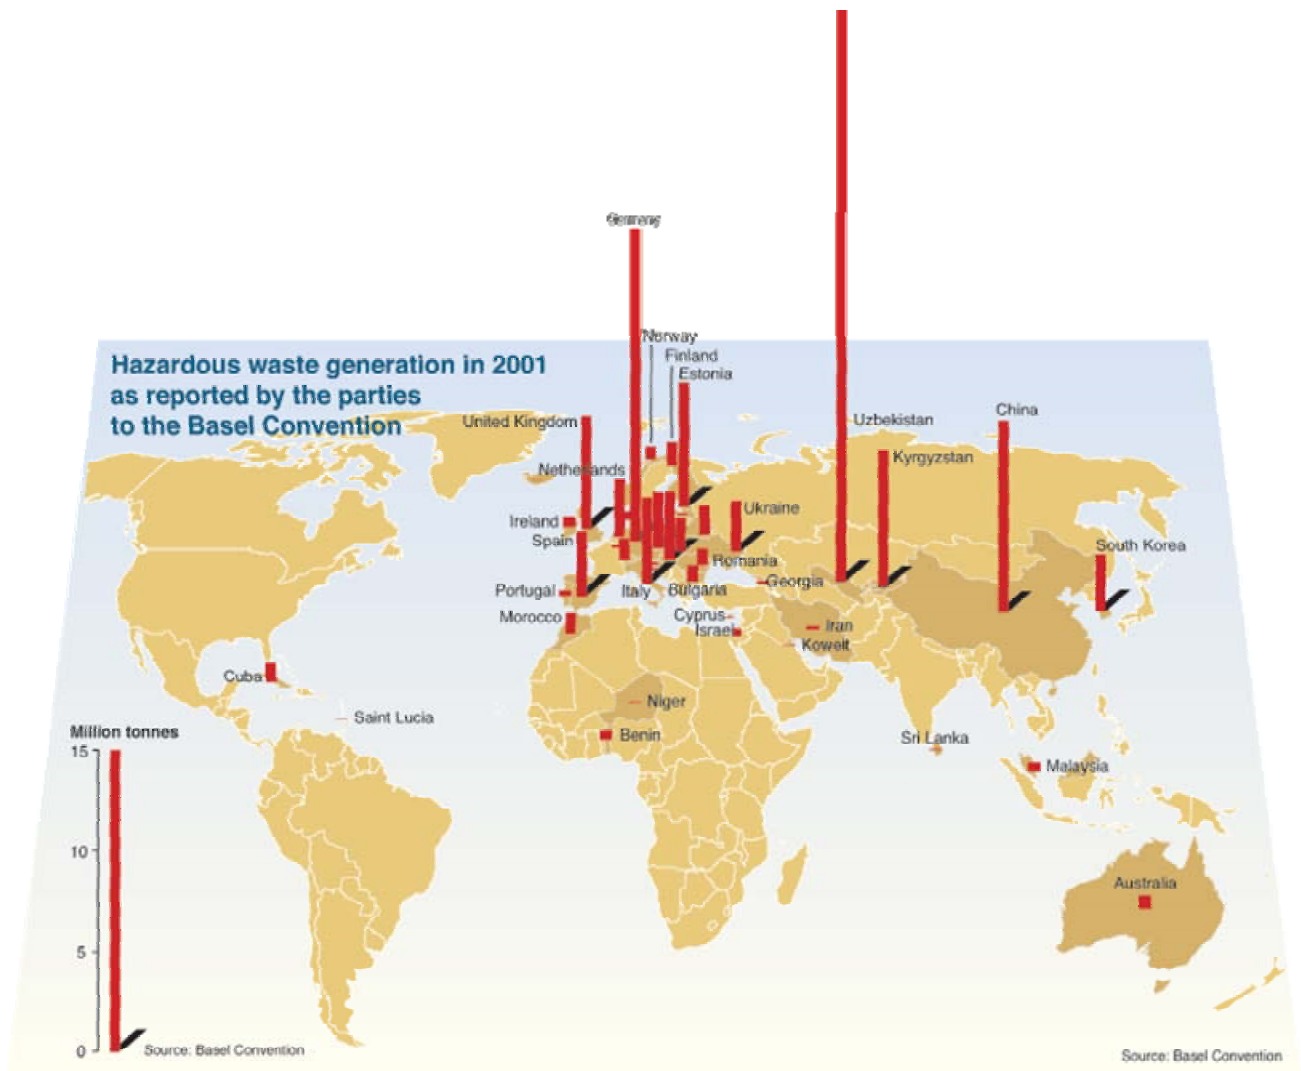 Germany
Norway
Finland
Estonia
Hazardous waste generation in 2001
as reported by the parties
to the Basel Convention
United Kingdom
Uzbekistan
China
Kyrgyzstan
Netherlands
Ireland
Ukraine
Spain
South Korea
Romania
Georgia
Portugal
Italy
Bulgaria
Morocco
Cyprus
Israel
Iran
Koweit
Cuba
Saint Lucia
Niger
Benin
Sri Lanka
Malaysia
Million tonnes
15
10
5
0
Australia
Source: Basel Convention
Source: Basel Convention